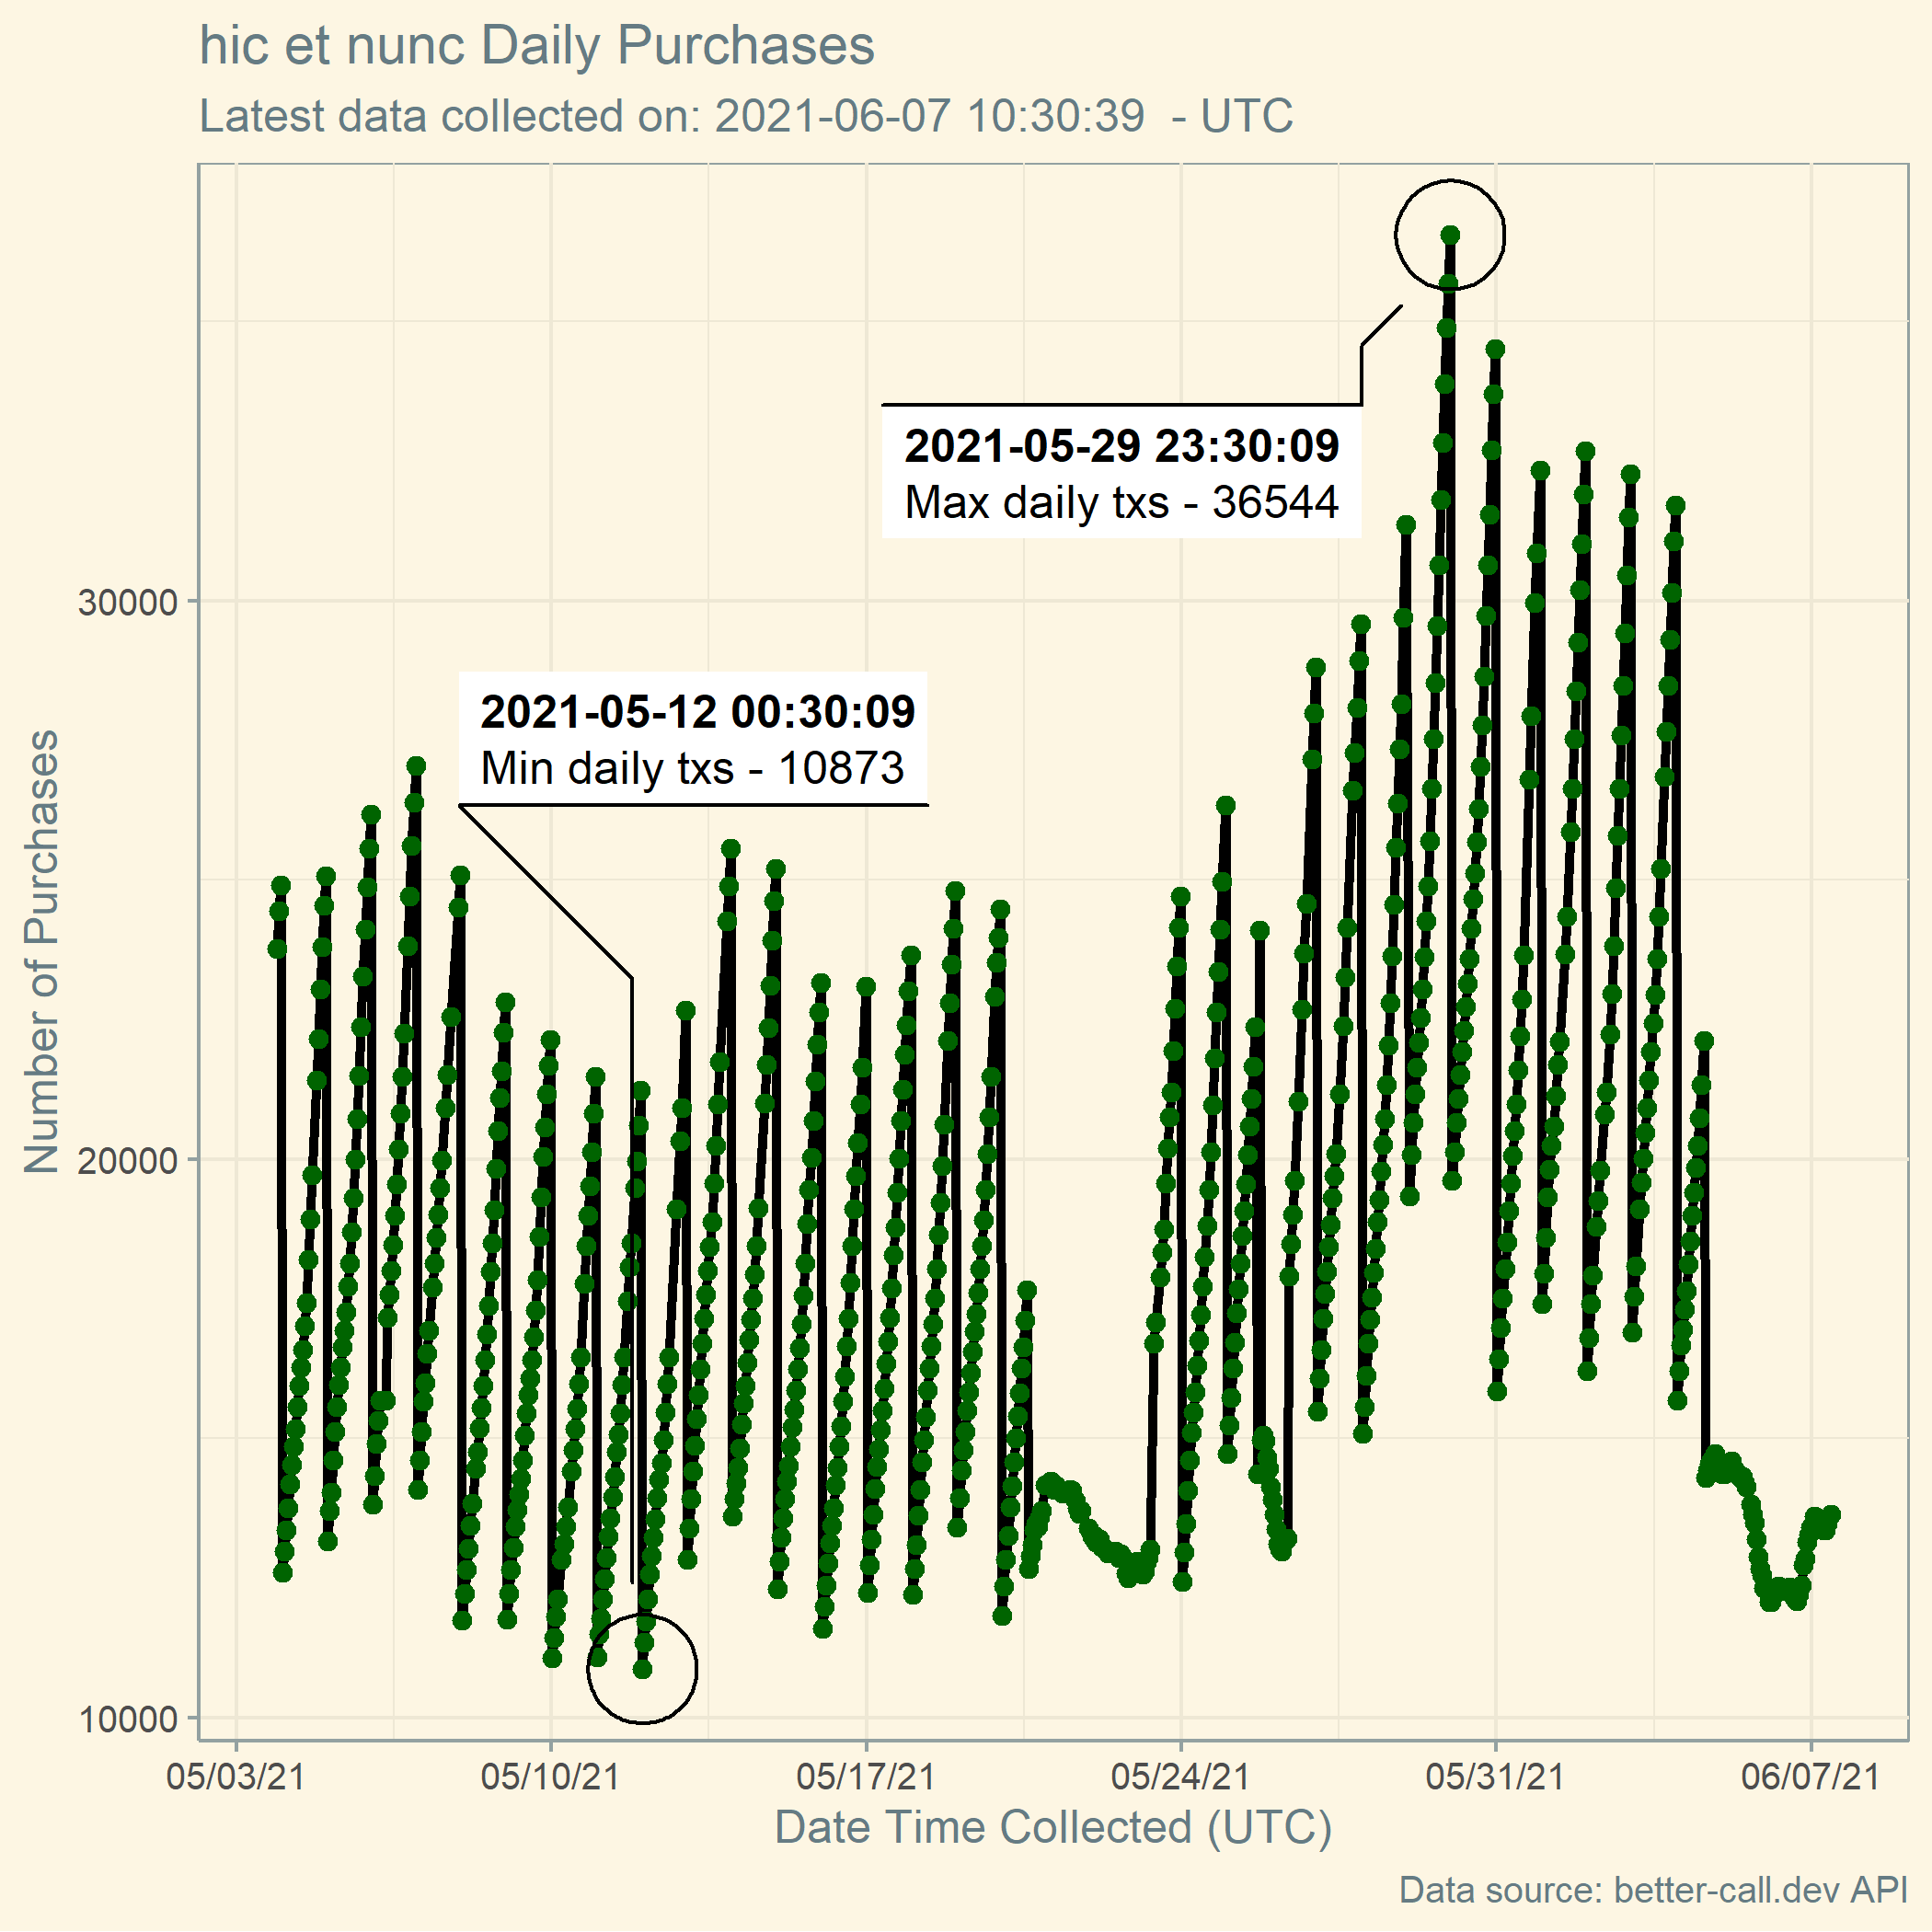 hic et nunc Daily Purchases
Latest data collected on: 2021-06-07 10:30:39  - UTC
2021-05-29 23:30:09
Max daily txs - 36544
2021-05-12 00:30:09
Min daily txs - 10873
Number of Purchases
30000
20000
10000
05/03/21
05/10/21
05/17/21
05/24/21
05/31/21
06/07/21
Date Time Collected (UTC)
Data source: better-call.dev API